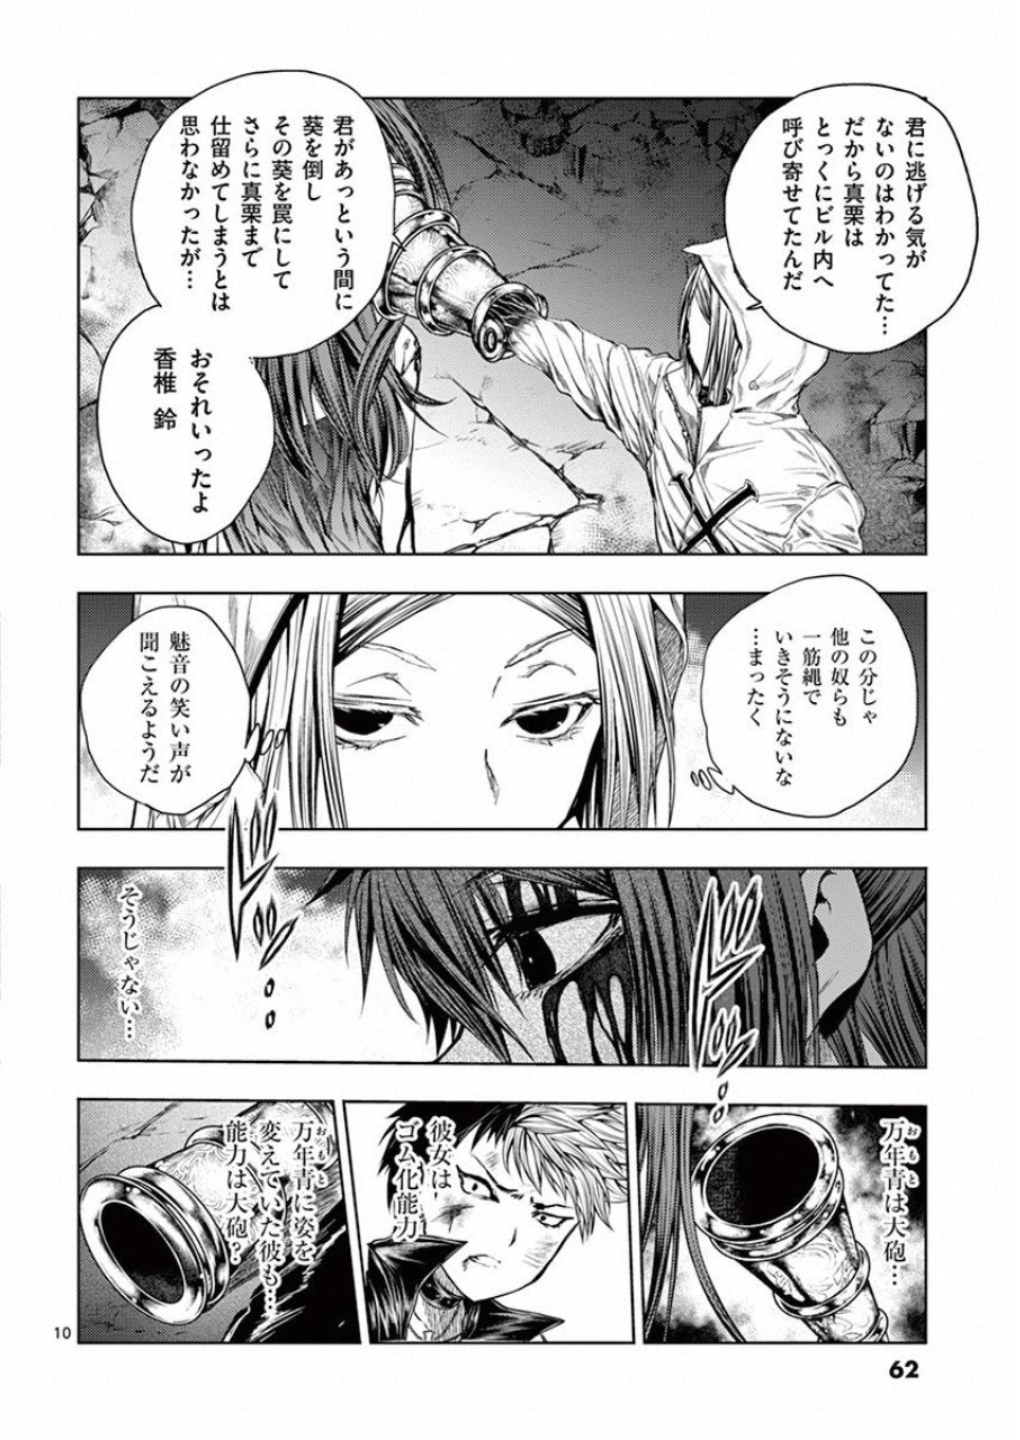 君に逃げる気が
ないのはわかってた…
だから真栗は
とっくにビル内へ
呼び寄せてたんだ
君があっという間に
葵を倒し
その葵を罠にして
さらに真栗まで
仕留めてしまうとは
思わなかったが…
おそれいったよ
香椎 鈴
この分じゃ
他の奴らも
一筋縄で
いきそうにないな
…まったく
魅音の笑い声が
聞こえるようだ
そうじゃない…
万年青は大砲…
おもと
彼女は
ゴム化能力
万年青に姿を
おもと
変えていた彼も…
能力は大砲?
10
62